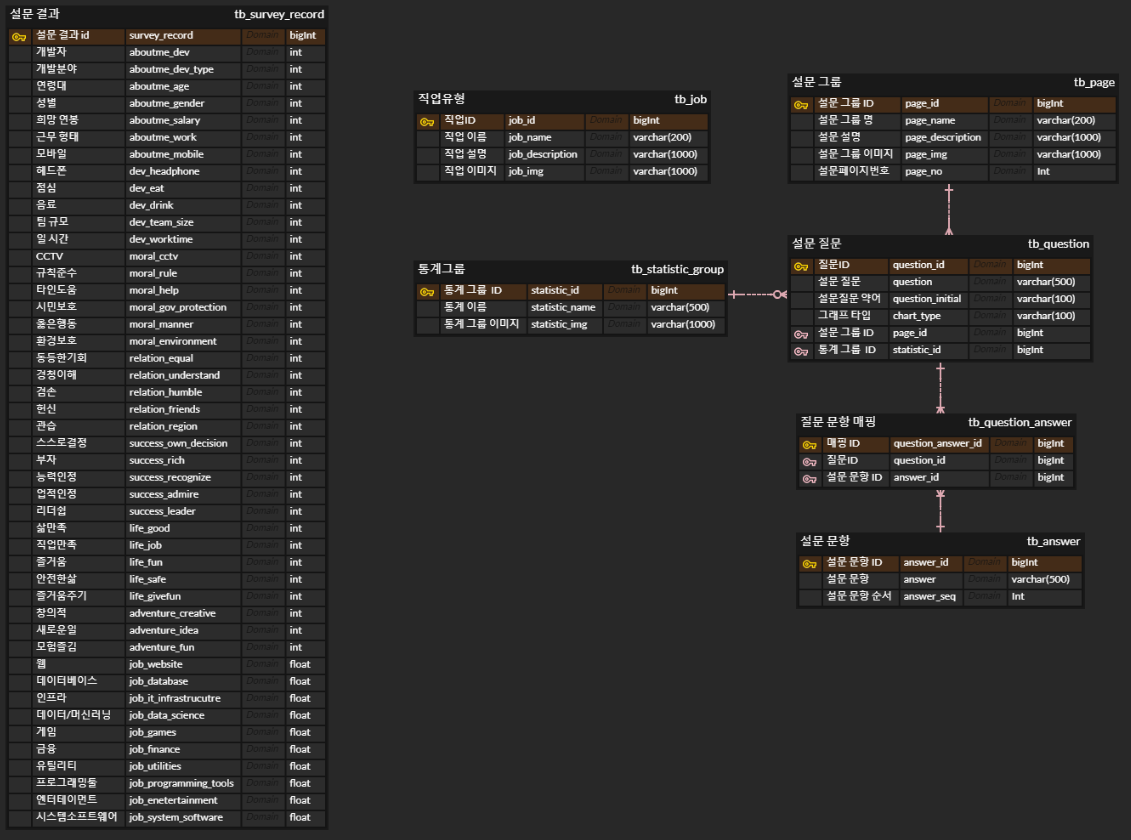 설문 결과 tb_survey_record
설문 결과 id survey_record Domain bigInt
개발자 aboutme_dev Domain int
개발분야 aboutme_dev_type Domain int
연령대 aboutme_age Domain int
성별 aboutme_gender Domain int
희망 연봉 aboutme_salary Domain int
근무 형태 aboutme_work Domain int
모바일 aboutme_mobile Domain int
헤드폰 dev_headphone Domain int
점심 dev_eat Domain int
음료 dev_drink Domain int
팀 규모 dev_team_size Domain int
일 시간 dev_worktime Domain int
CCTV moral_cctv Domain int
규칙준수 moral_rule Domain int
타인도움 moral_help Domain int
시민보호 moral_gov_protection Domain int
옳은행동 moral_manner Domain int
환경보호 moral_environment Domain int
동등한기회 relation_equal Domain int
경청이해 relation_understand Domain int
겸손 relation_humble Domain int
헌신 relation_friends Domain int
관습 relation_region Domain int
스스로결정 success_own_decision Domain int
부자 success_rich Domain int
능력인정 success_recognize Domain int
업적인정 success_admire Domain int
리더쉽 success_leader Domain int
삶만족 life_good Domain int
직업만족 life_job Domain int
즐거움 life_fun Domain int
안전한삶 life_safe Domain int
즐거움주기 life_givefun Domain int
창의적 adventure_creative Domain int
새로운일 adventure_idea Domain int
모험즐김 adventure_fun Domain int
웹 job_website Domain float
데이터베이스 job_database Domain float
인프라 job_it_infrastrucutre Domain float
데이터/머신러닝 job_data_science Domain float
게임 job_games Domain float
금융 job_finance Domain float
유틸리티 job_utilities Domain float
프로그래밍툴 job_programming_tools Domain float
엔터테이먼트 job_enetertainment Domain float
시스템소프트웨어 job_system_software Domain float
직업유형 tb_job
직업ID job_id Domain bigInt
직업 이름 job_name Domain varchar(200)
직업 설명 job_description Domain varchar(1000)
직업 이미지 job_img Domain varchar(1000)
통계그룹 tb_statistic_group
통계 그룹 ID statistic_id Domain bigInt
통계 이름 statistic_name Domain varchar(500)
통계 그룹 이미지 statistic_img Domain varchar(1000)
설문 그룹 tb_page
설문 그룹 ID page_id Domain bigInt
설문 그룹 명 page_name Domain varchar(200)
설문 설명 page_description Domain varchar(1000)
설문 그룹 이미지 page_img Domain varchar(1000)
설문페이지번호 page_no Domain Int
설문 질문 tb_question
질문ID question_id Domain bigInt
설문 질문 question Domain varchar(500)
설문질문 약어 question_initial Domain varchar(100)
그래프 타입 chart_type Domain varchar(100)
설문 그룹 ID page_id Domain bigInt
통계 그룹 ID statistic_id Domain bigInt
질문 문항 매핑 tb_question_answer
매핑 ID question_answer_id Domain bigInt
질문ID question_id Domain bigInt
설문 문항 ID answer_id Domain bigInt
설문 문항 tb_answer
설문 문항 ID answer_id Domain bigInt
설문 문항 answer Domain varchar(500)
설문 문항 순서 answer_seq Domain Int